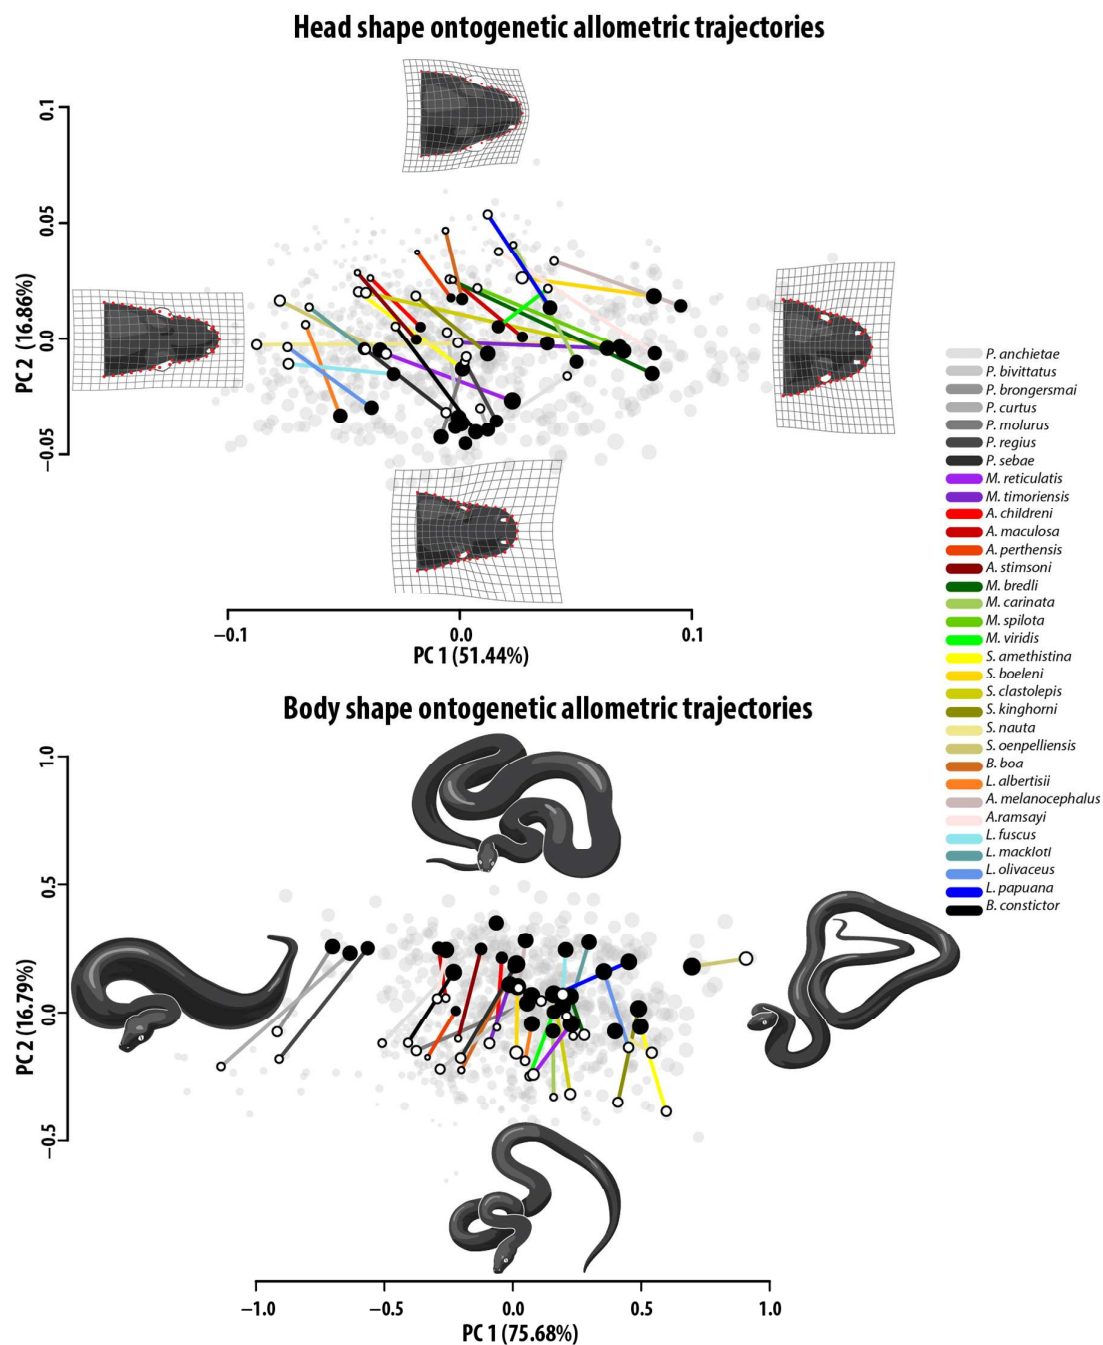 Head shape ontogenetic allometric trajectories
PC 2 (16.86%)
0.1
0.05
0.0
−0.05
−0.1
0.0
0.1
PC 1 (51.44%)
P. anchietae
P. bivittatus
P. brongersmai
P. curtus
P. molurus
P. regius
P. sebae
M. reticulatis
M. timoriensis
A. childreni
A. maculosa
A. perthensis
A. stimsoni
M. bredli
M. carinata
M. spilota
M. viridis
S. amethistina
S. boeleni
S. clastolepis
S. kinghorni
S. nauta
S. oenpelliensis
B. boa
L. albertisii
A. melanocephalus
A.ramsayi
L. fuscus
L. mackloti
L. olivaceus
L. papuana
B. constictor
Body shape ontogenetic allometric trajectories
PC 2 (16.79%)
1.0
0.5
0.0
−0.5
−1.0
−0.5
0.0
0.5
1.0
PC 1 (75.68%)